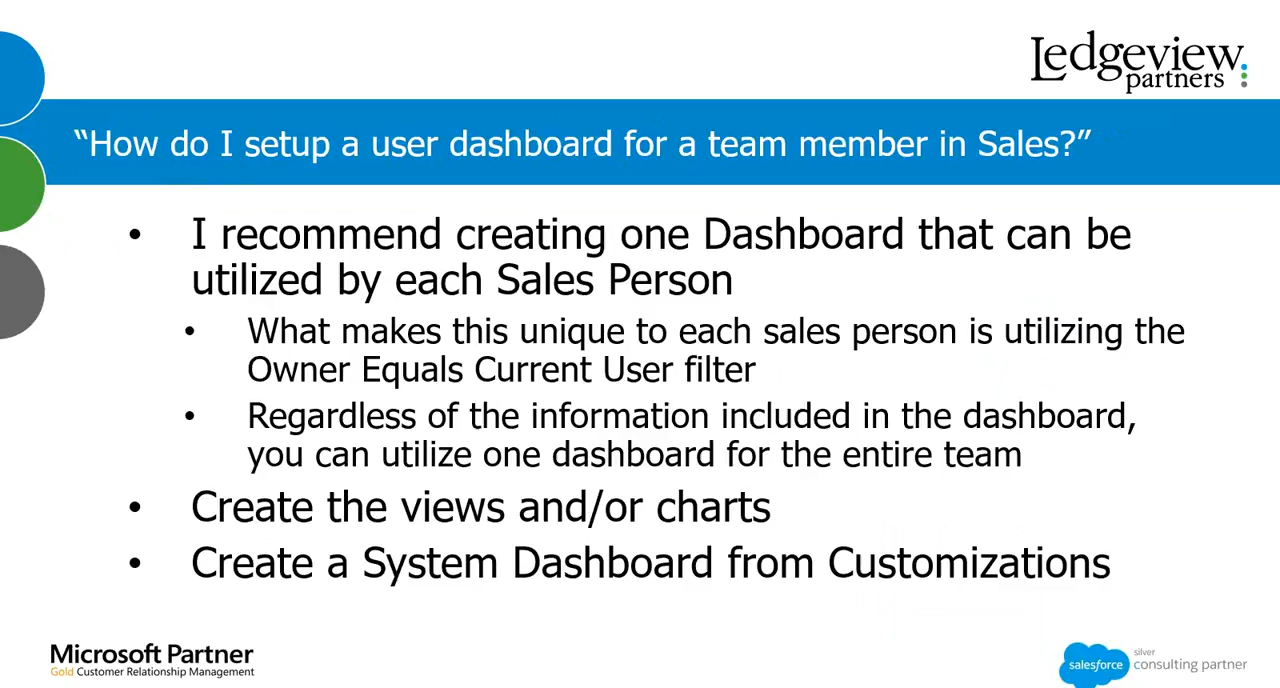 Ledgeview
partners
“How do I setup a user dashboard for a team member in Sales?”
• I recommend creating one Dashboard that can be
utilized by each Sales Person
• What makes this unique to each sales person is utilizing the
Owner Equals Current User filter
• Regardless of the information included in the dashboard,
you can utilize one dashboard for the entire team
• Create the views and/or charts
• Create a System Dashboard from Customizations
Microsoft Partner
Gold Customer Relationship Management
salesforce
silver
consulting partner